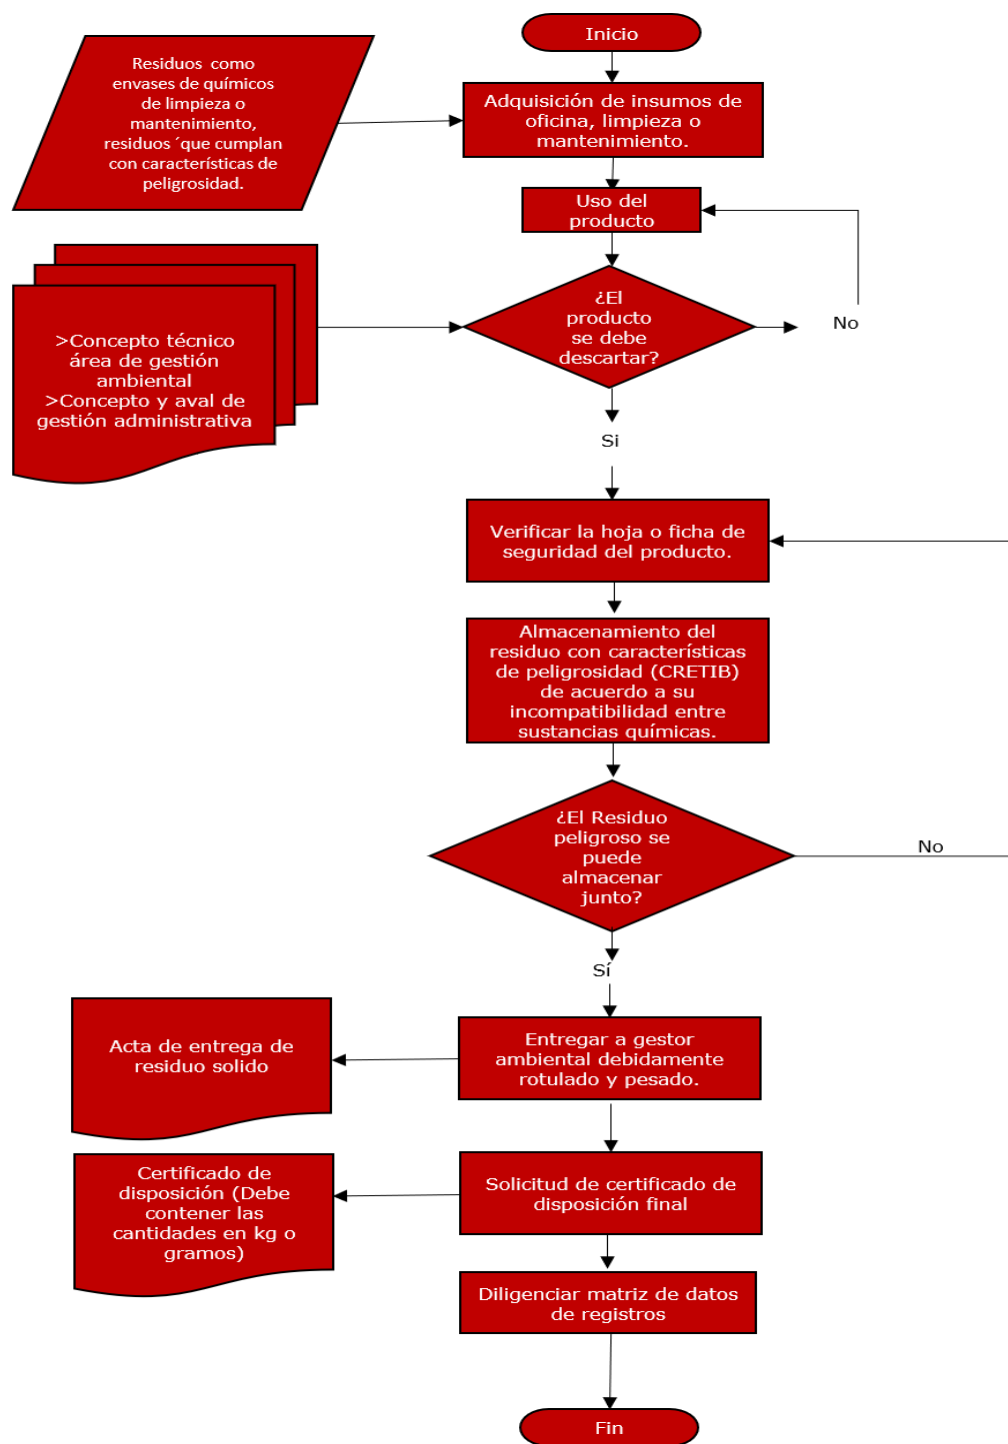 Inicio
Residuos como
envases de químicos
de limpieza o
mantenimiento,
residuos ´que cumplan
con características de
peligrosidad.
Adquisición de insumos de
oficina, limpieza o
mantenimiento.
Uso del
producto
>Concepto técnico
área de gestión
ambiental
>Concepto y aval de
gestión administrativa
¿El
producto
se debe
descartar?
No
Si
Verificar la hoja o ficha de
seguridad del producto.
Almacenamiento del
residuo con características
de peligrosidad (CRETIB)
de acuerdo a su
incompatibilidad entre
sustancias químicas.
¿El Residuo
peligroso se
puede
almacenar
junto?
No
Sí
Entregar a gestor
ambiental debidamente
rotulado y pesado.
Acta de entrega de
residuo solido
Solicitud de certificado de
disposición final
Certificado de
disposición (Debe
contener las
cantidades en kg o
gramos)
Diligenciar matriz de datos
de registros
Fin